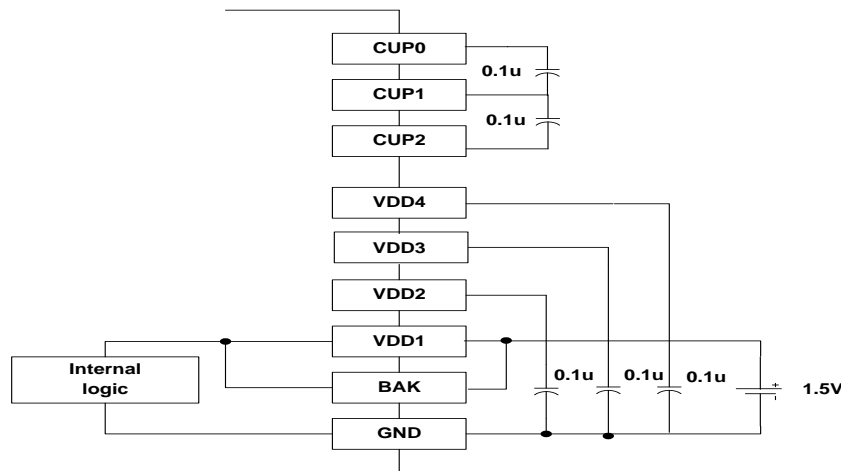 CUP0
0.1u
CUP1
0.1u
CUP2
VDD4
VDD3
VDD2
VDD1
Internal
logic
BAK
0.1u
0.1u
0.1u
+
-
1.5V
GND